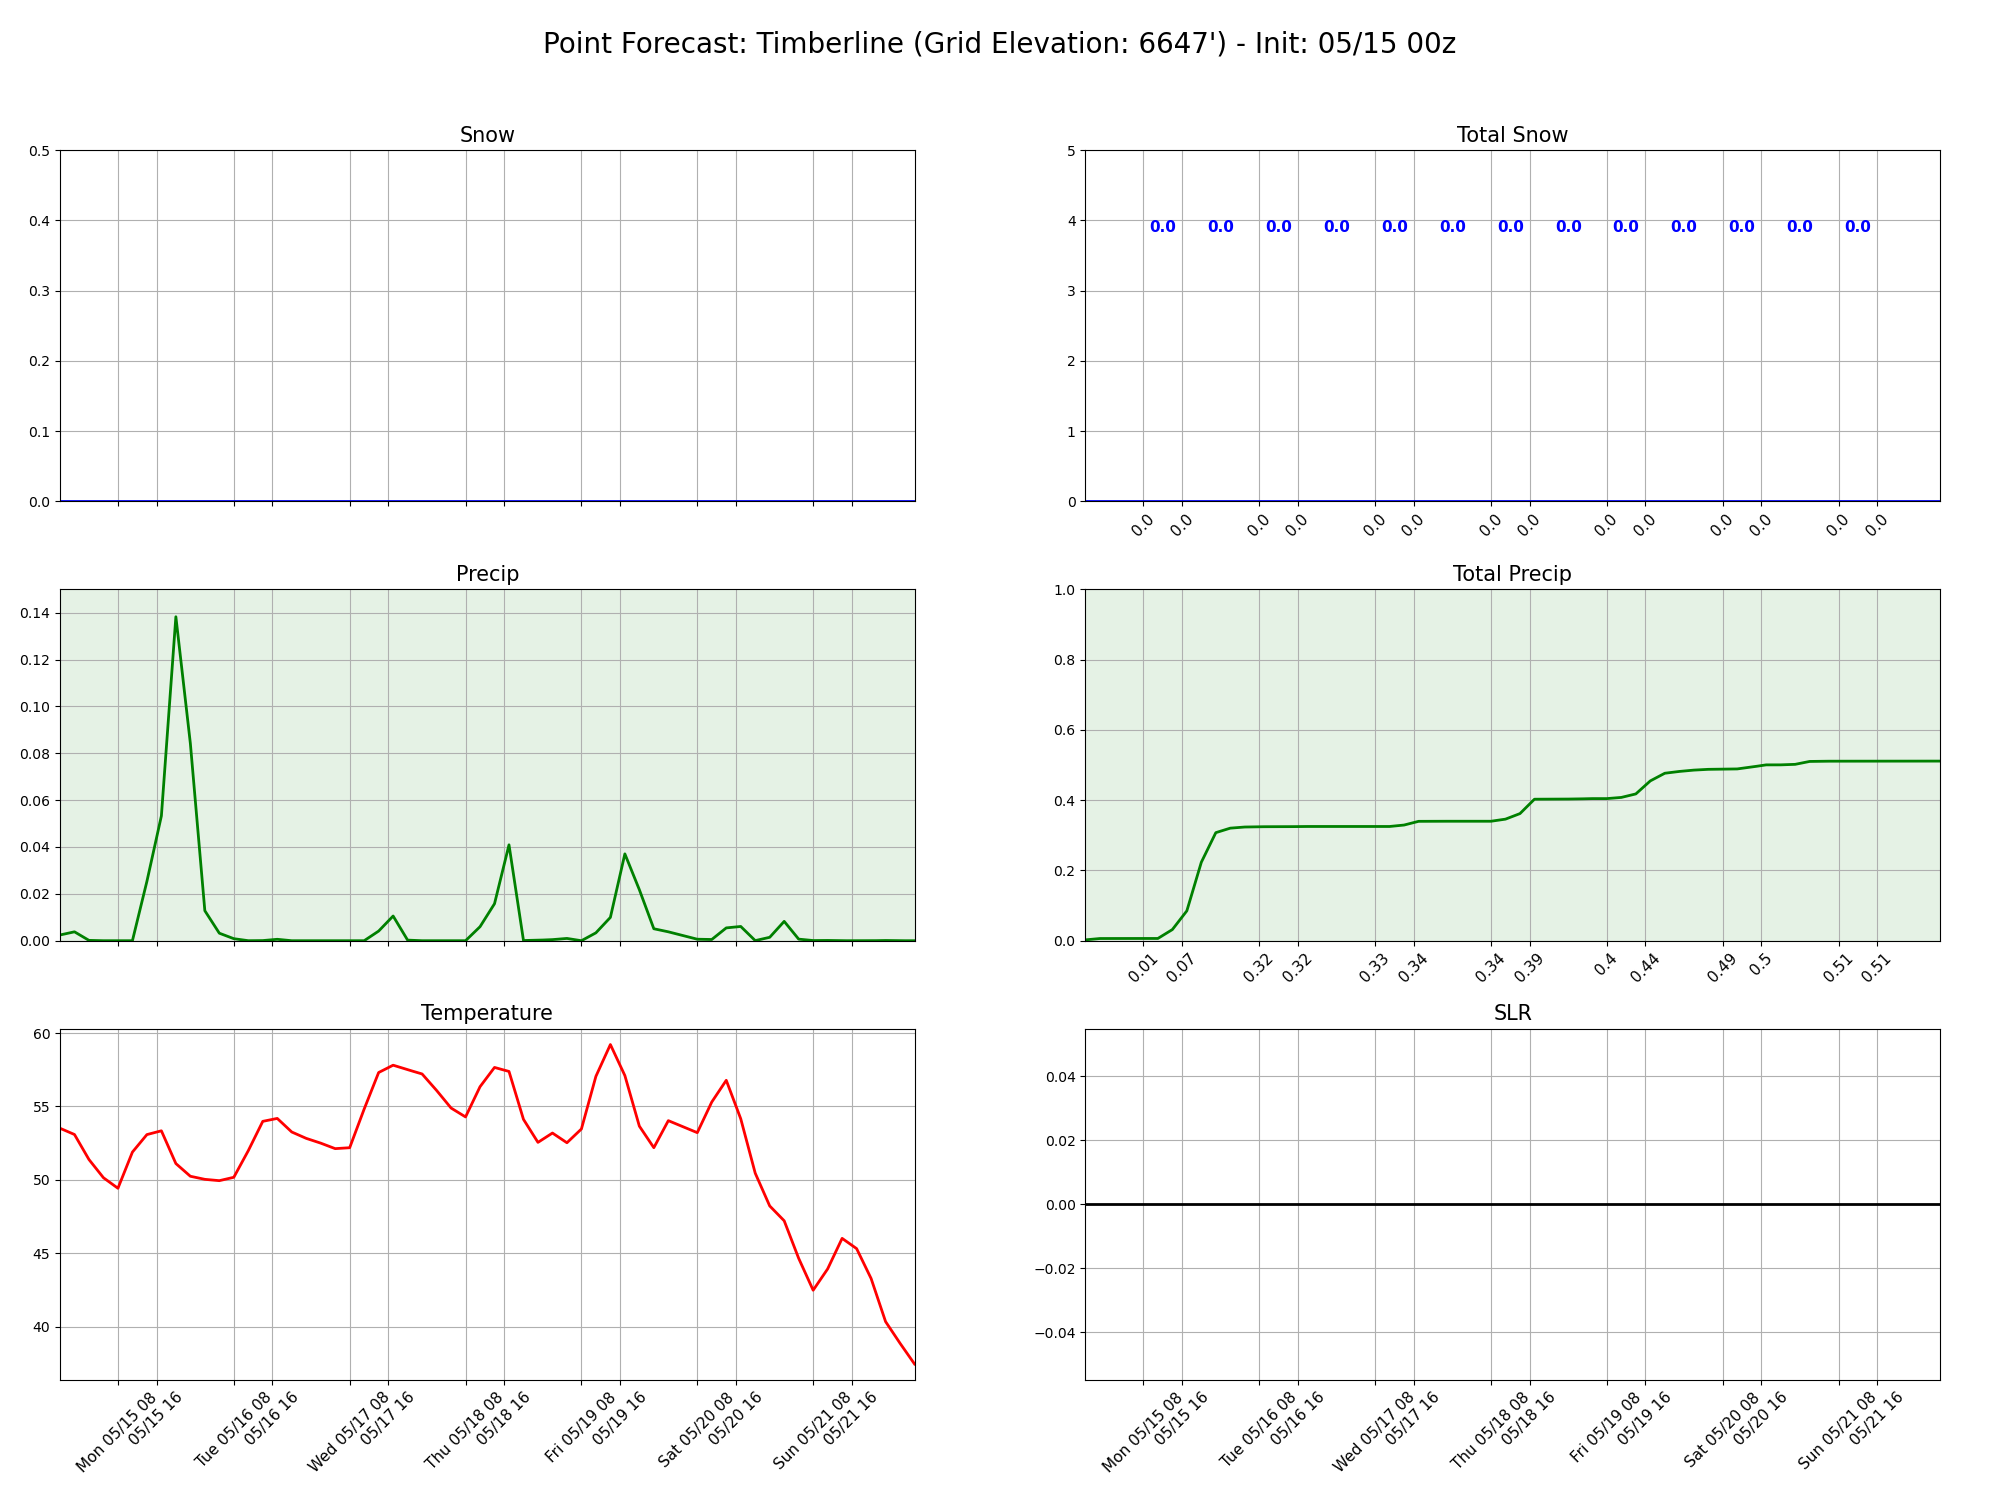 Point Forecast: Timberline (Grid Elevation: 6647') - Init: 05/15 00z
Snow
0.5
0.4
0.3
0.2
0.1
0.0
Total Snow
5
4
3
2
1
0
0.0 0.0 0.0 0.0 0.0 0.0 0.0 0.0 0.0 0.0 0.0 0.0 0.0
0.0 0.0 0.0 0.0 0.0 0.0 0.0 0.0 0.0 0.0 0.0 0.0 0.0 0.0
Precip
0.14
0.12
0.10
0.08
0.06
0.04
0.02
0.00
Total Precip
1.0
0.8
0.6
0.4
0.2
0.0
0.01 0.07 0.32 0.32 0.33 0.34 0.34 0.39 0.4 0.44 0.49 0.5 0.51 0.51
Temperature
60
55
50
45
40
Mon 05/15 08
05/15 16
Tue 05/16 08
05/16 16
Wed 05/17 08
05/17 16
Thu 05/18 08
05/18 16
Fri 05/19 08
05/19 16
Sat 05/20 08
05/20 16
Sun 05/21 08
05/21 16
SLR
0.04
0.02
0.00
−0.02
−0.04
Mon 05/15 08
05/15 16
Tue 05/16 08
05/16 16
Wed 05/17 08
05/17 16
Thu 05/18 08
05/18 16
Fri 05/19 08
05/19 16
Sat 05/20 08
05/20 16
Sun 05/21 08
05/21 16